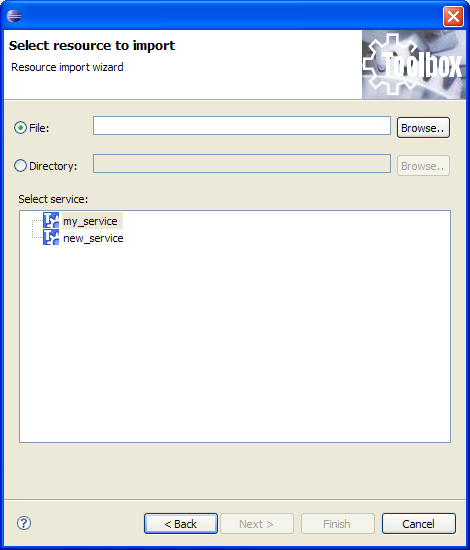 Select resource to import
Resource import wizard
Toolbox
File:
Browse..
Directory:
Browse..
Select service:
my_service
new_service
?
< Back
Next >
Finish
Cancel